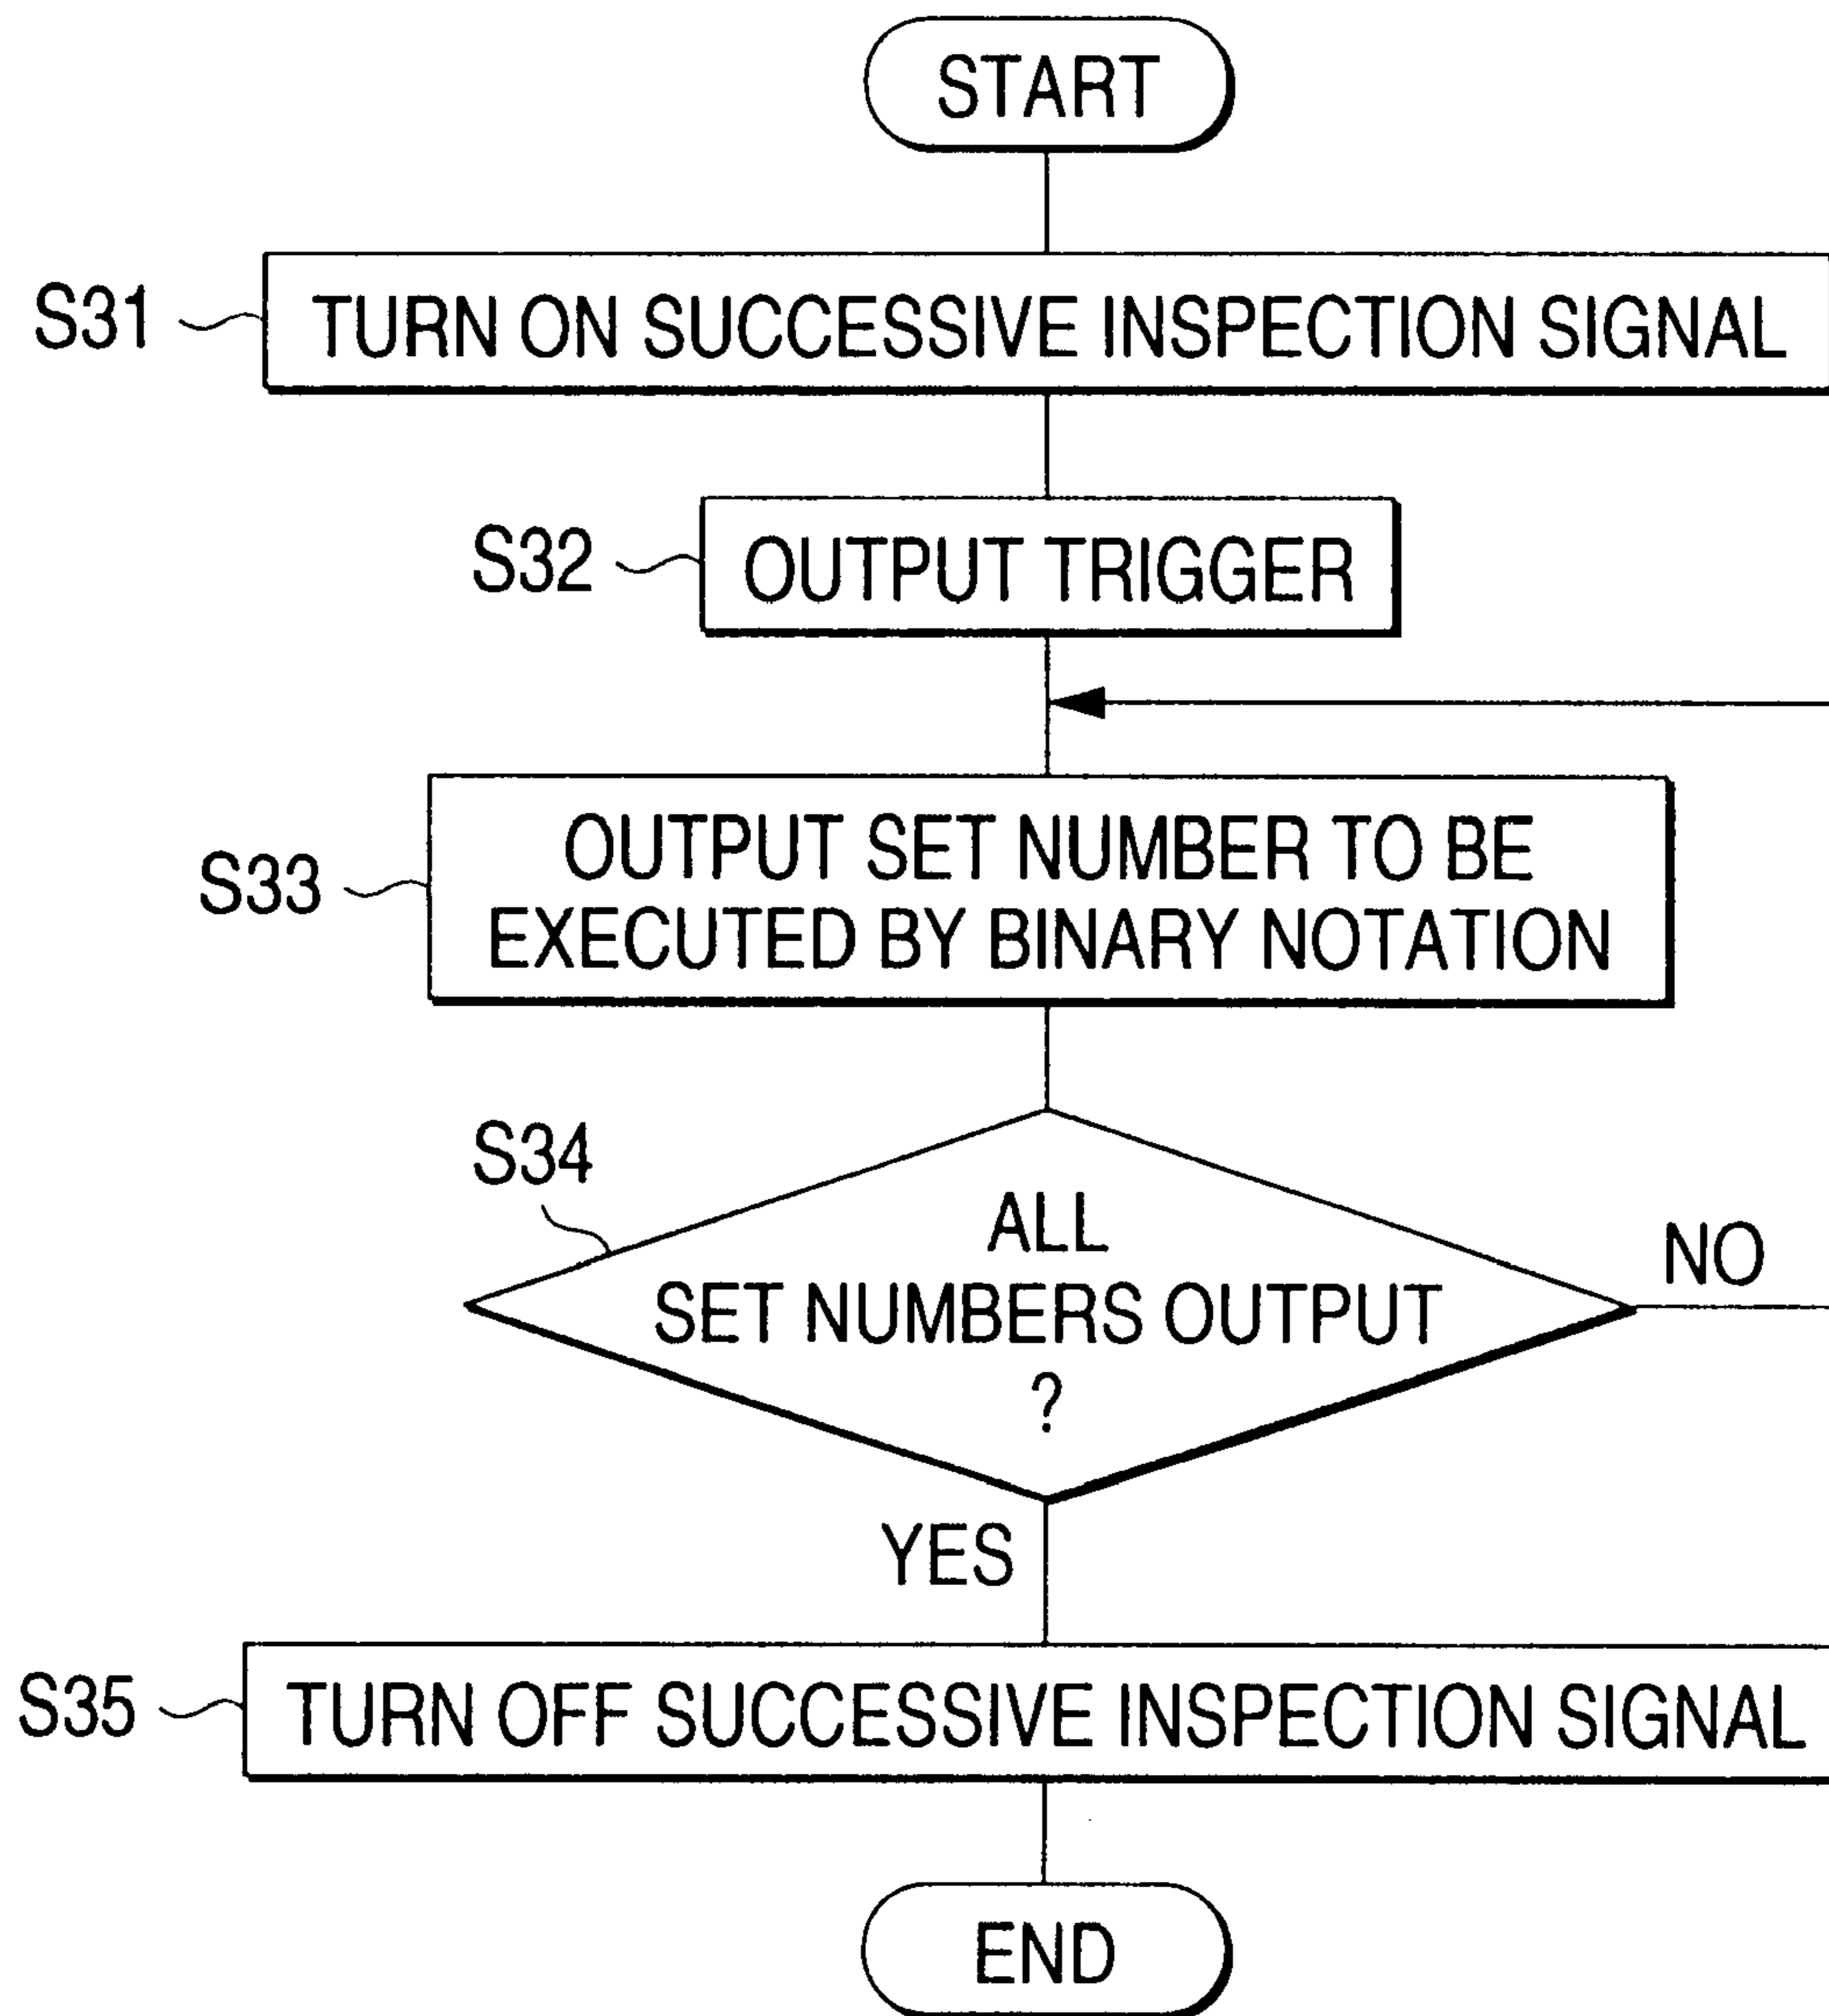 START
S31
TURN ON SUCCESSIVE INSPECTION SIGNAL
S32
OUTPUT TRIGGER
S33
OUTPUT SET NUMBER TO BE
EXECUTED BY BINARY NOTATION
S34
ALL
SET NUMBERS OUTPUT
?
NO
YES
S35
TURN OFF SUCCESSIVE INSPECTION SIGNAL
END